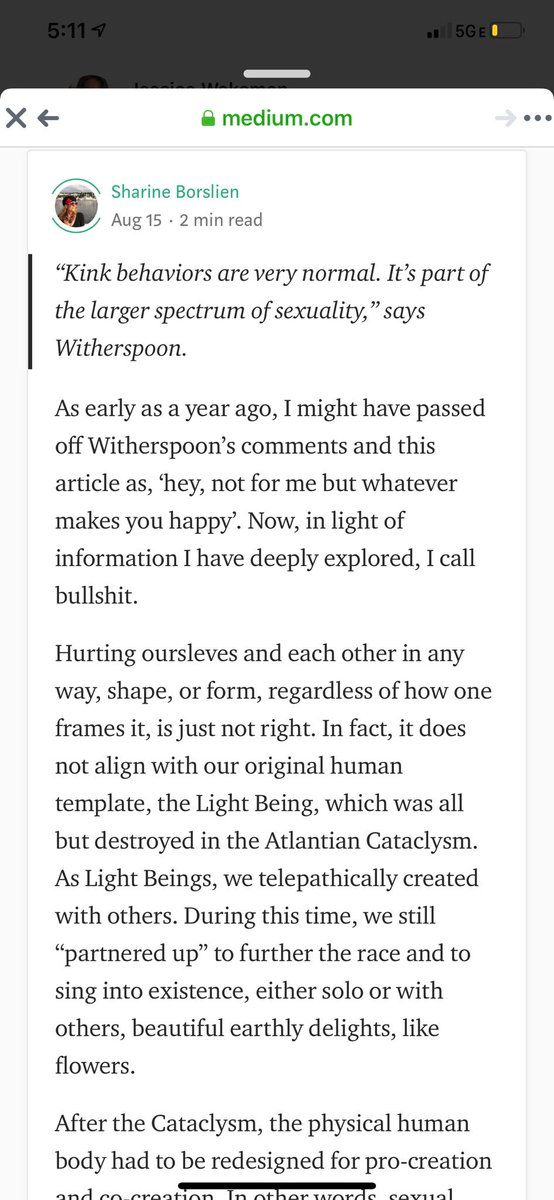 5:11
5GE
Jessica Wakeman
medium.com
Sharine Borslien
Aug 15 · 2 min read
“Kink behaviors are very normal. It’s part of
the larger spectrum of sexuality,” says
Witherspoon.
As early as a year ago, I might have passed
off Witherspoon’s comments and this
article as, ‘hey, not for me but whatever
makes you happy’. Now, in light of
information I have deeply explored, I call
bullshit.
Hurting oursleves and each other in any
way, shape, or form, regardless of how one
frames it, is just not right. In fact, it does
not align with our original human
template, the Light Being, which was all
but destroyed in the Atlantian Cataclysm.
As Light Beings, we telepathically created
with others. During this time, we still
“partnered up” to further the race and to
sing into existence, either solo or with
others, beautiful earthly delights, like
flowers.
After the Cataclysm, the physical human
body had to be redesigned for pro-creation
and co-creation. In other words, sexual